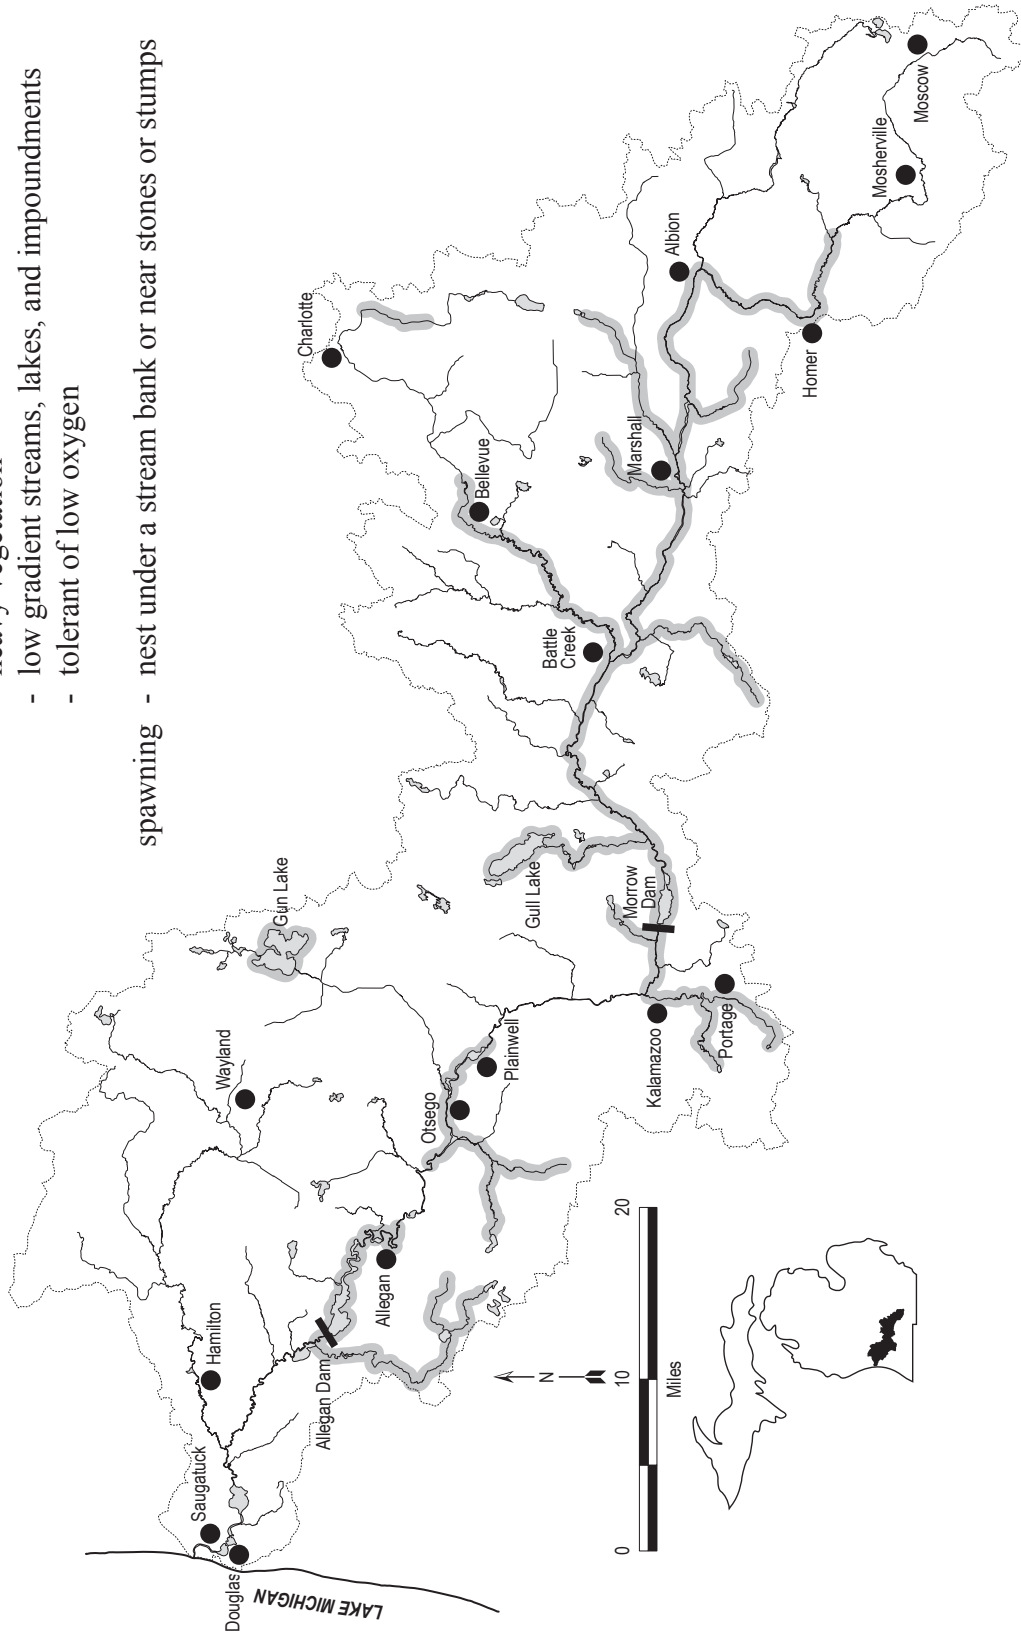 - low gradient streams, lakes, and impoundments
- tolerant of low oxygen
spawning - nest under a stream bank or near stones or stumps
Charlotte
Bellevue
Battle
Creek
Marshall
Albion
Homer
Mosherville
Moscow
Gun Lake
Gull Lake
Morrow
Dam
Wayland
Plainwell
Otsego
Kalamazoo
Portage
Allegan
Allegan Dam
Hamilton
Saugatuck
Douglas
LAKE MICHIGAN
N
0 10 20
Miles